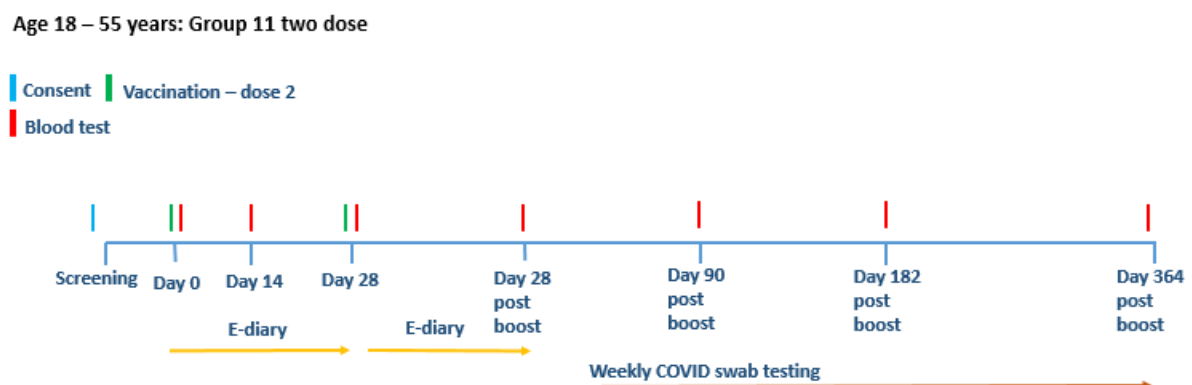 Age 18 – 55 years: Group 11 two dose
Consent Vaccination – dose 2
Blood test
Screening Day 0 Day 14 Day 28 Day 28 post boost Day 90 post boost Day 182 post boost Day 364 post boost
E-diary E-diary
Weekly COVID swab testing